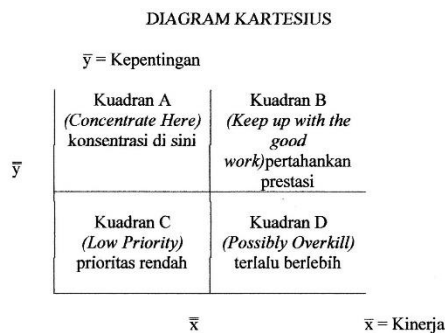 DIAGRAM KARTESIUS
y̅ = Kepentingan
Kuadran A
(Concentrate Here)
konsentrasi di sini
Kuadran B
(Keep up with the
good
work)pertahankan
prestasi
y̅
Kuadran C
(Low Priority)
prioritas rendah
Kuadran D
(Possibly Overkill)
terlalu berlebih
x̿
x̅ = Kinerja